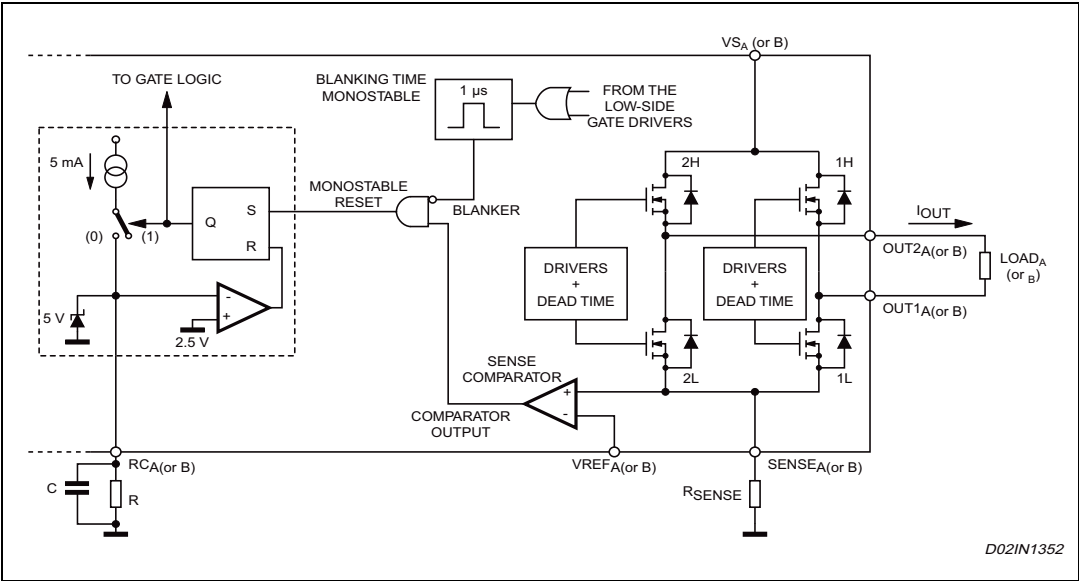 VSA (or B)
TO GATE LOGIC
BLANKING TIME
MONOSTABLE
1 µs
FROM THE
LOW-SIDE
GATE DRIVERS
5 mA
2H
1H
MONOSTABLE
RESET
BLANKER
S
Q
R
(0)
(1)
IOUT
OUT2A(or B)
LOADA
(or B)
OUT1A(or B)
DRIVERS
+
DEAD TIME
DRIVERS
+
DEAD TIME
-
+
5 V
2.5 V
SENSE
COMPARATOR
2L
1L
+
-
COMPARATOR
OUTPUT
RCA(or B)
VREFA(or B)
SENSEA(or B)
C
R
RSENSE
D02IN1352